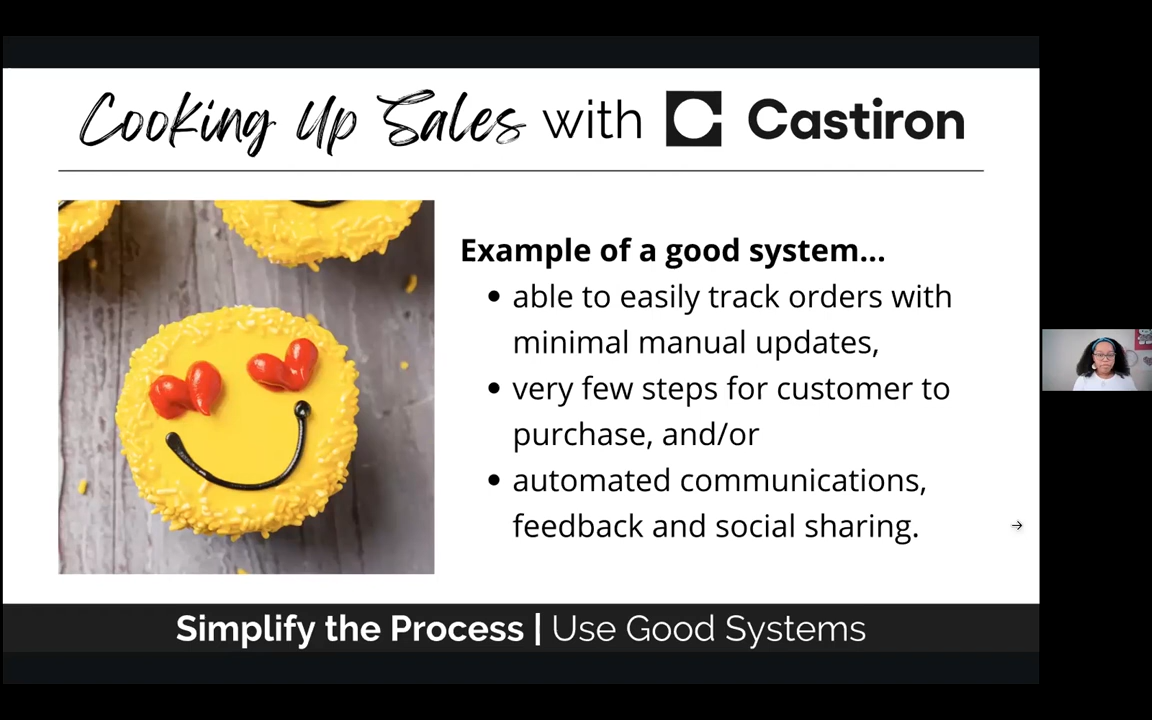 Cooking Up Sales with Castiron
Example of a good system...
• able to easily track orders with
minimal manual updates,
• very few steps for customer to
purchase, and/or
• automated communications,
feedback and social sharing.
Simplify the Process | Use Good Systems